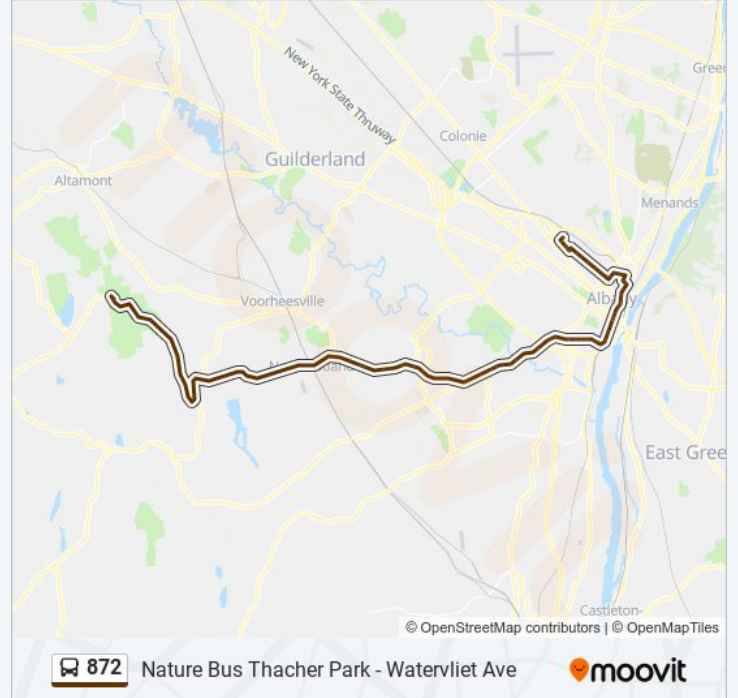 New York State Thruway
Gree
Colonie
Guilderland
Altamont
Menands
Voorheesville
Albany
East Gree
Castleton-
© OpenStreetMap contributors | © OpenMapTiles
872 Nature Bus Thacher Park - Watervliet Ave moovit